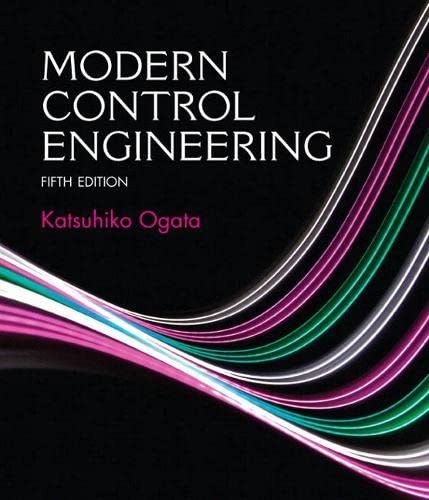 MODERN
CONTROL
ENGINEERING
FIFTH EDITION
Katsuhiko Ogata